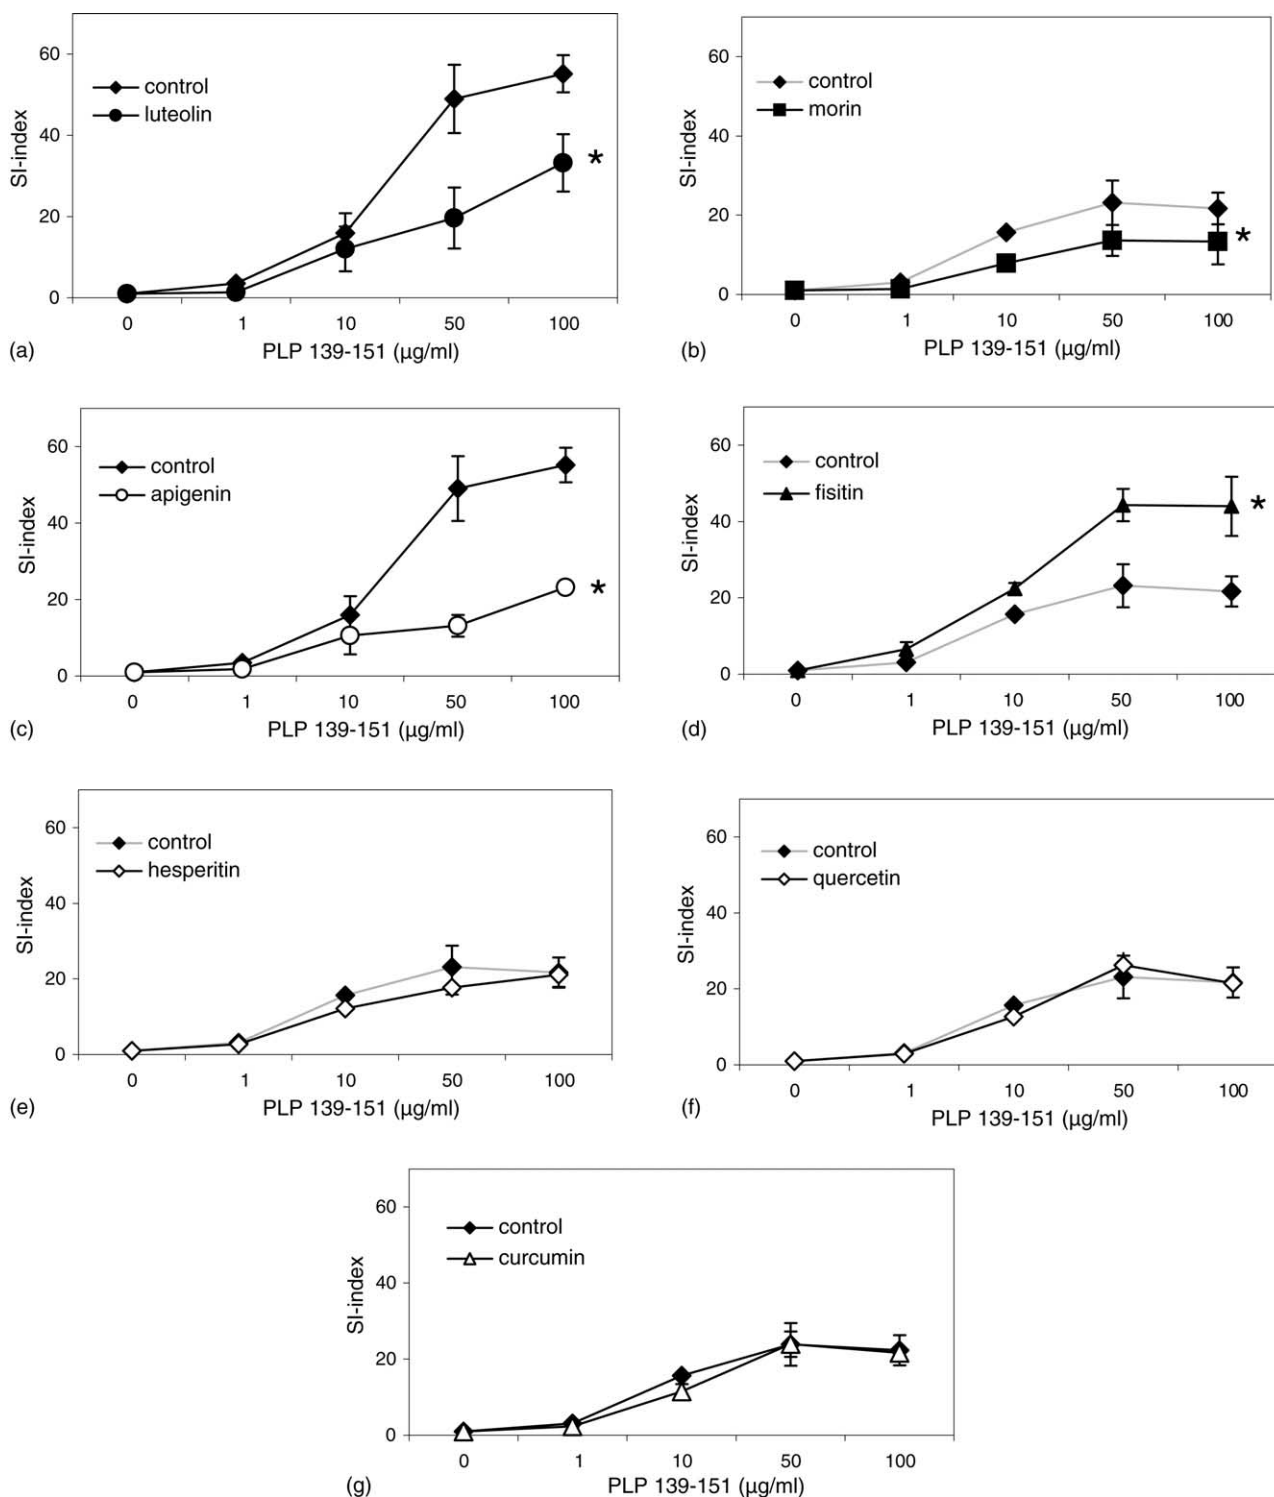 60
40
20
0
SI-index
control
luteolin
*
0 1 10 50 100
(a) PLP 139-151 (µg/ml)
60
40
20
0
SI-index
control
morin
*
0 1 10 50 100
(b) PLP 139-151 (µg/ml)
60
40
20
0
SI-index
control
apigenin
*
0 1 10 50 100
(c) PLP 139-151 (µg/ml)
60
40
20
0
SI-index
control
fisitin
*
0 1 10 50 100
(d) PLP 139-151 (µg/ml)
60
40
20
0
SI-index
control
hesperitin
0 1 10 50 100
(e) PLP 139-151 (µg/ml)
60
40
20
0
SI-index
control
quercetin
0 1 10 50 100
(f) PLP 139-151 (µg/ml)
60
40
20
0
SI-index
control
curcumin
0 1 10 50 100
(g) PLP 139-151 (µg/ml)